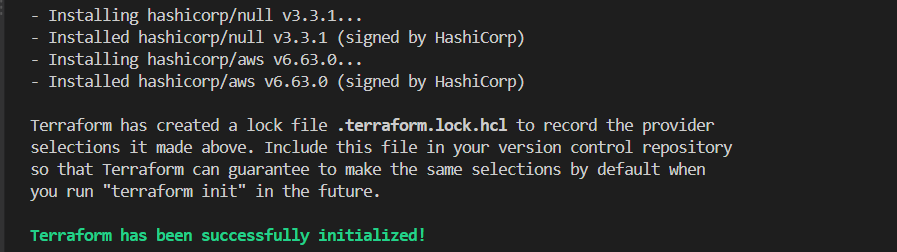 - Installing hashicorp/null v3.3.1...
- Installed hashicorp/null v3.3.1 (signed by HashiCorp)
- Installing hashicorp/aws v6.63.0...
- Installed hashicorp/aws v6.63.0 (signed by HashiCorp)
Terraform has created a lock file .terraform.lock.hcl to record the provider
selections it made above. Include this file in your version control repository
so that Terraform can guarantee to make the same selections by default when
you run "terraform init" in the future.
Terraform has been successfully initialized!